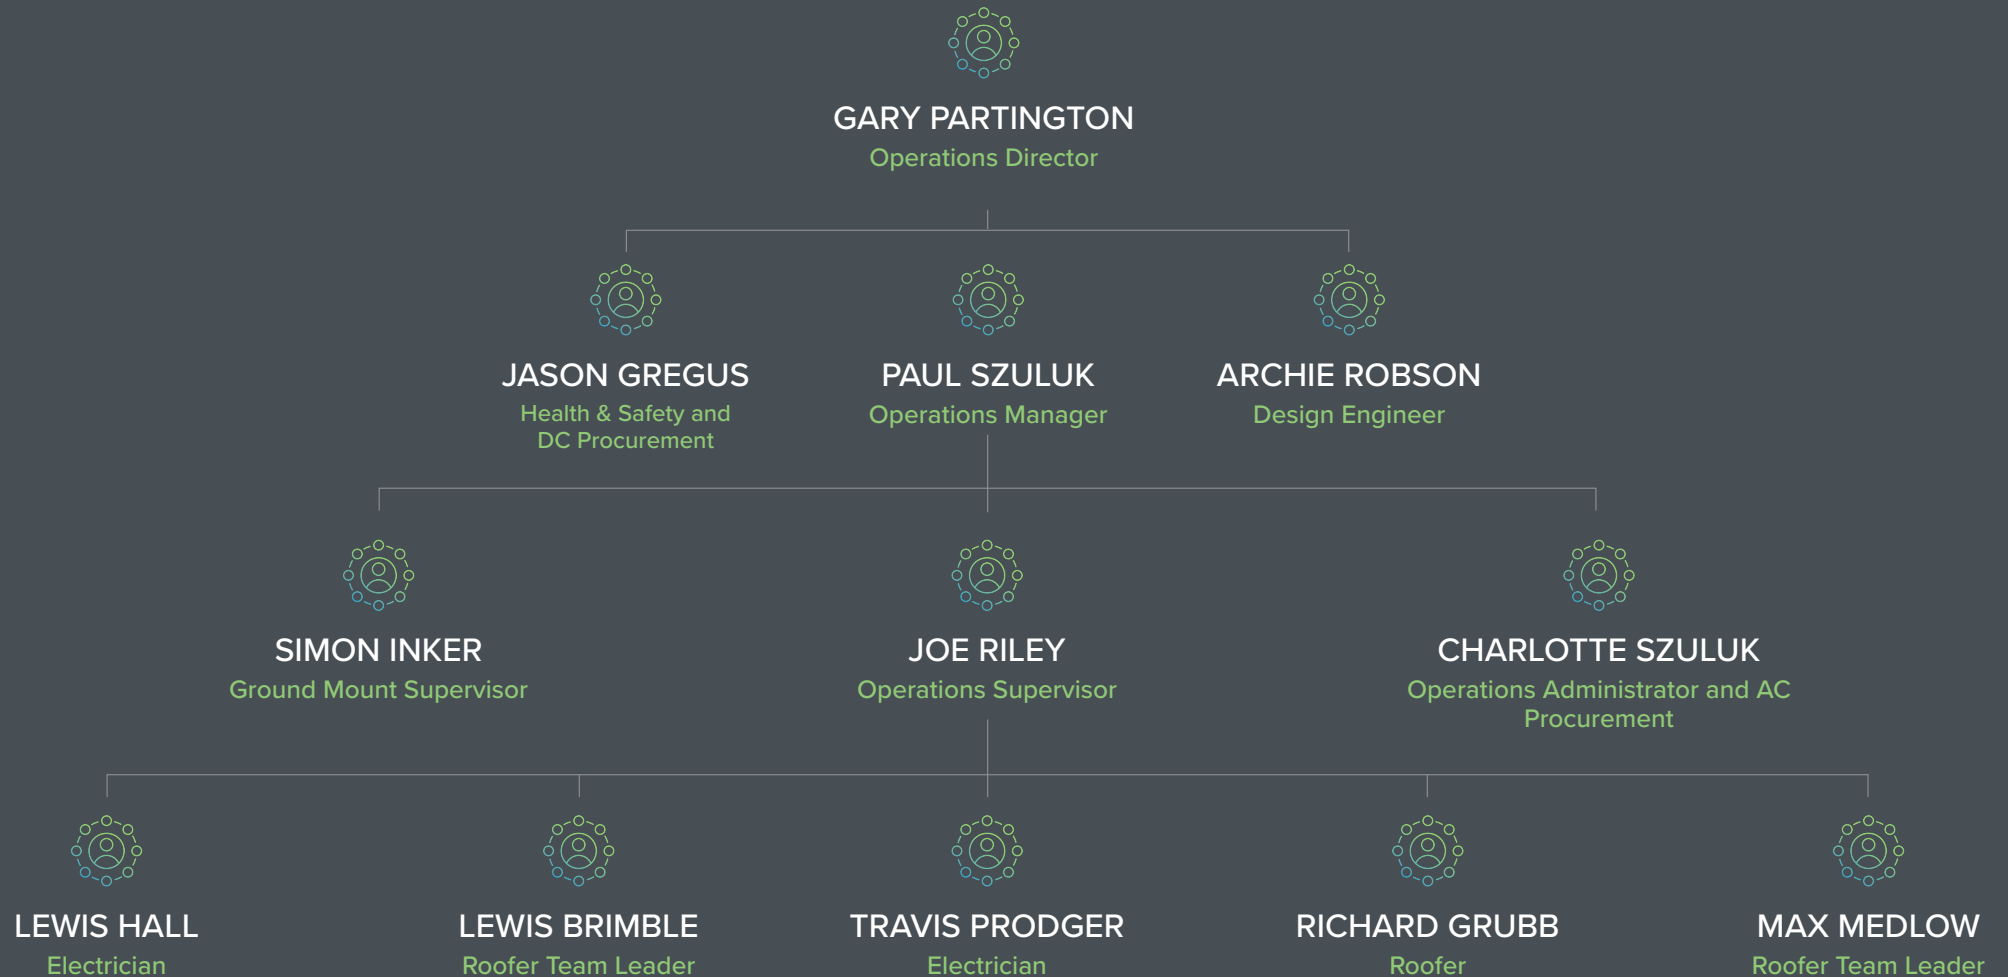 GARY PARTINGTON
Operations Director
JASON GREGUS
Health & Safety and
DC Procurement
PAUL SZULUK
Operations Manager
ARCHIE ROBSON
Design Engineer
SIMON INKER
Ground Mount Supervisor
JOE RILEY
Operations Supervisor
CHARLOTTE SZULUK
Operations Administrator and AC
Procurement
LEWIS HALL
Electrician
LEWIS BRIMBLE
Roofer Team Leader
TRAVIS PRODGER
Electrician
RICHARD GRUBB
Roofer
MAX MEDLOW
Roofer Team Leader